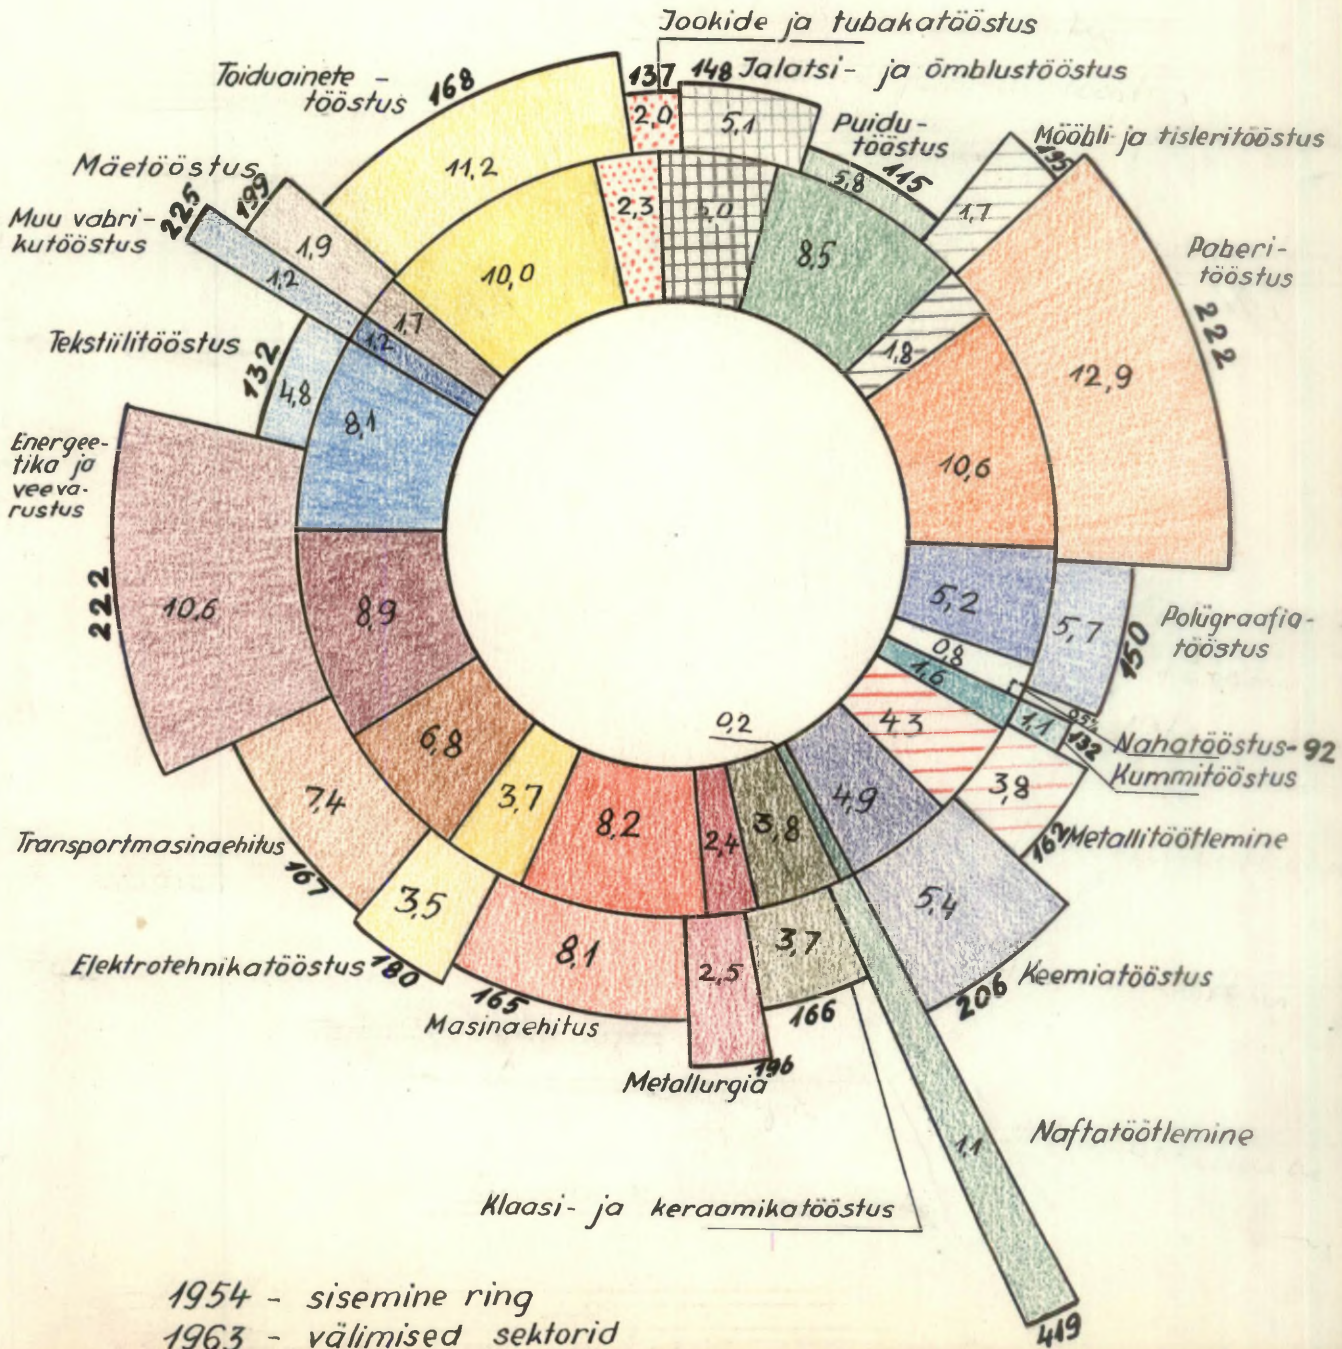 Jookide ja tubakatööstus
Jalatsi- ja õmblustööstus
148
5,1
5,0
137
2,0
2,3
Toiduainete -
tööstus
168
11,2
10,0
Puidu-
tööstus
115
5,8
8,5
Mööbli- ja tisleritööstus
195
1,7
1,8
Paberi-
tööstus
222
12,9
10,6
Polügraafia-
tööstus
150
5,7
5,2
Nahatööstus- 92
0,8
Kummitööstus
132
1,1
1,6
Metallitöötlemine
162
3,8
4,3
Keemiatööstus
206
5,4
4,9
Naftatöötlemine
419
1,1
0,2
Klaasi- ja keraamikatööstus
166
3,7
3,8
Metallurgia
196
2,5
2,4
Masinaehitus
165
8,1
8,2
Elektrotehnikatööstus
180
3,5
3,7
Transportmasinaehitus
167
7,4
6,8
Energee-
tika ja
veeva-
rustus
222
10,6
8,9
Tekstiilitööstus
132
4,8
8,1
Muu vabri-
kutööstus
225
1,2
1,2
Mäetööstus
199
1,9
1,7
1954 - sisemine ring
1963 - välimised sektorid